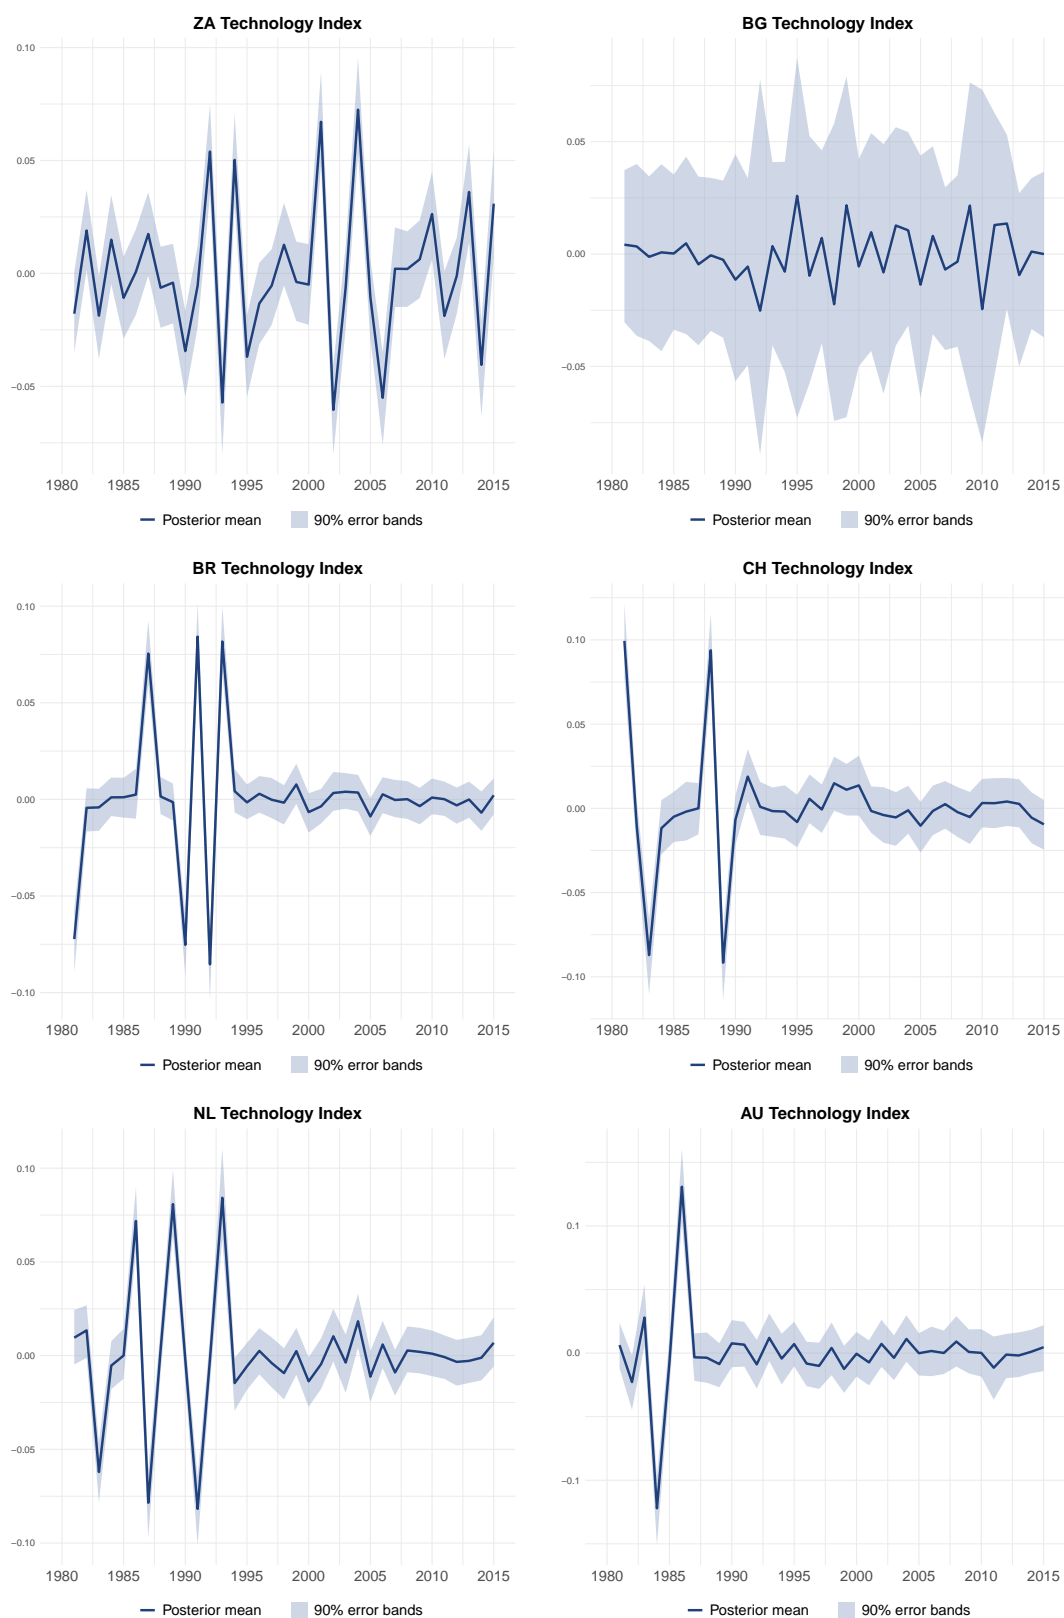 ZA Technology Index
0.10
0.05
0.00
−0.05
1980 1985 1990 1995 2000 2005 2010 2015
Posterior mean 90% error bands
BG Technology Index
0.05
0.00
−0.05
1980 1985 1990 1995 2000 2005 2010 2015
Posterior mean 90% error bands
BR Technology Index
0.10
0.05
0.00
−0.05
−0.10
1980 1985 1990 1995 2000 2005 2010 2015
Posterior mean 90% error bands
CH Technology Index
0.10
0.05
0.00
−0.05
−0.10
1980 1985 1990 1995 2000 2005 2010 2015
Posterior mean 90% error bands
NL Technology Index
0.10
0.05
0.00
−0.05
−0.10
1980 1985 1990 1995 2000 2005 2010 2015
Posterior mean 90% error bands
AU Technology Index
0.1
0.0
−0.1
1980 1985 1990 1995 2000 2005 2010 2015
Posterior mean 90% error bands